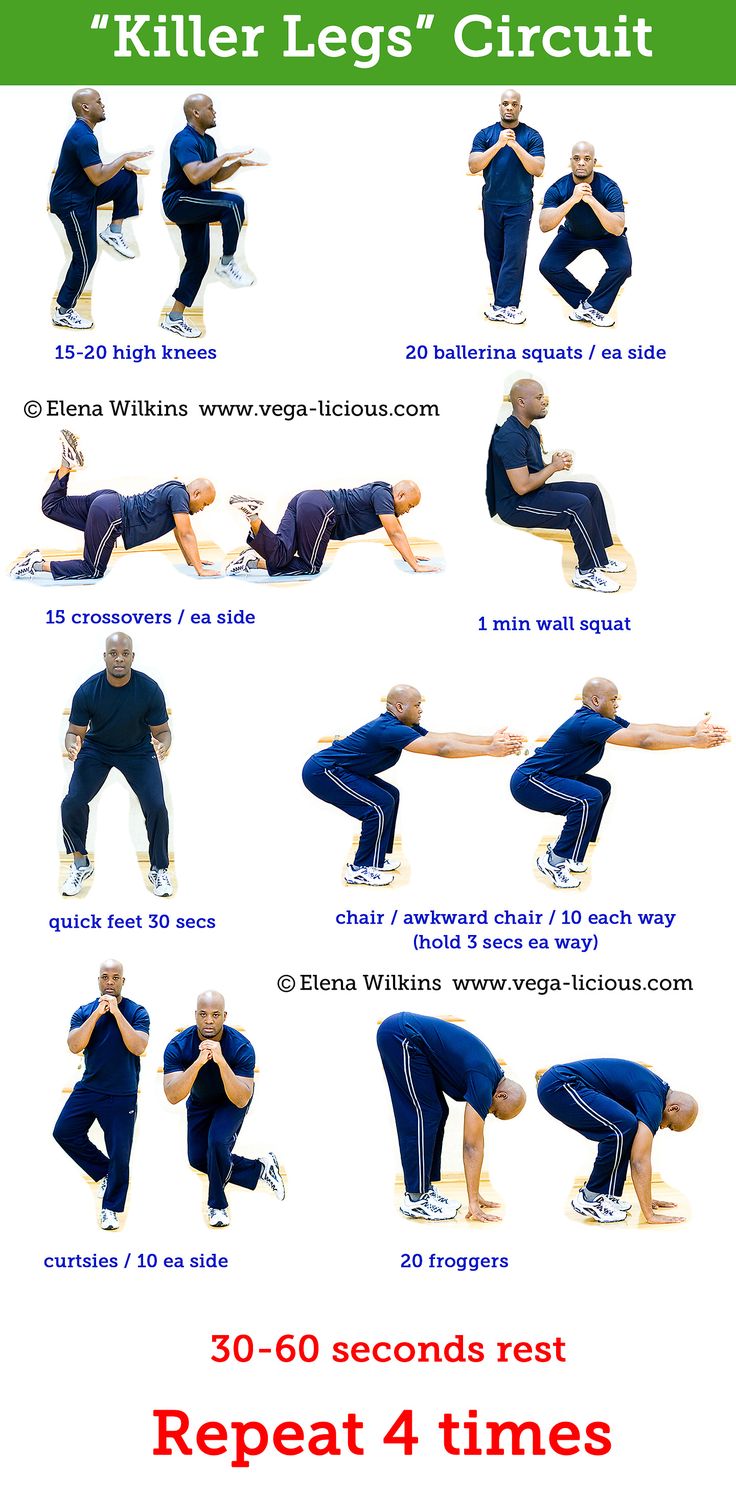 “Killer Legs” Circuit
15-20 high knees
20 ballerina squats / ea side
© Elena Wilkins www.vega-licious.com
15 crossovers / ea side
1 min wall squat
quick feet 30 secs
chair / awkward chair / 10 each way
(hold 3 secs ea way)
© Elena Wilkins www.vega-licious.com
curtsies / 10 ea side
20 froggers
30-60 seconds rest
Repeat 4 times